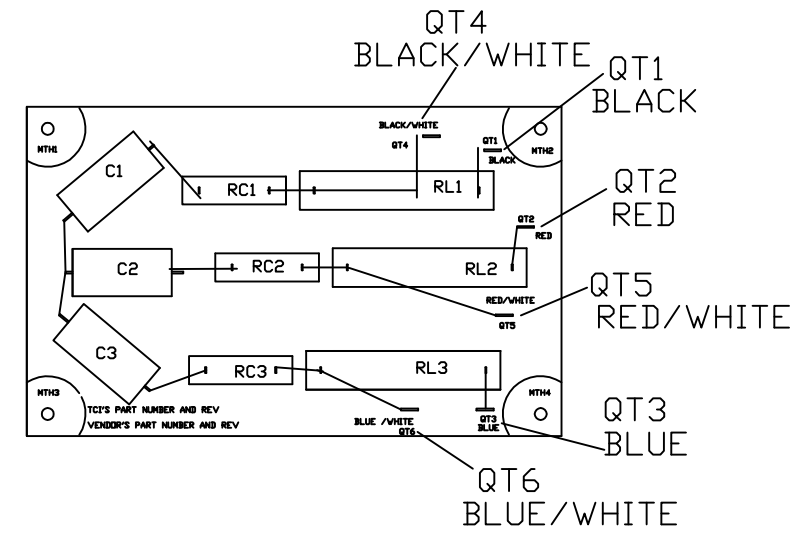 QT4
BLACK/WHITE
QT1
BLACK
BLACK/WHITE
QT4
QT1
BLACK
MTH1
MTH2
C1
RC1
RL1
QT2
RED
QT2
RED
C2
RC2
RL2
QT5
RED/WHITE
RED/WHITE
QT5
C3
RC3
RL3
MTH3
MTH4
TCI'S PART NUMBER AND REV
VENDOR'S PART NUMBER AND REV
BLUE /WHITE
QT6
QT3
BLUE
QT3
BLUE
QT6
BLUE/WHITE